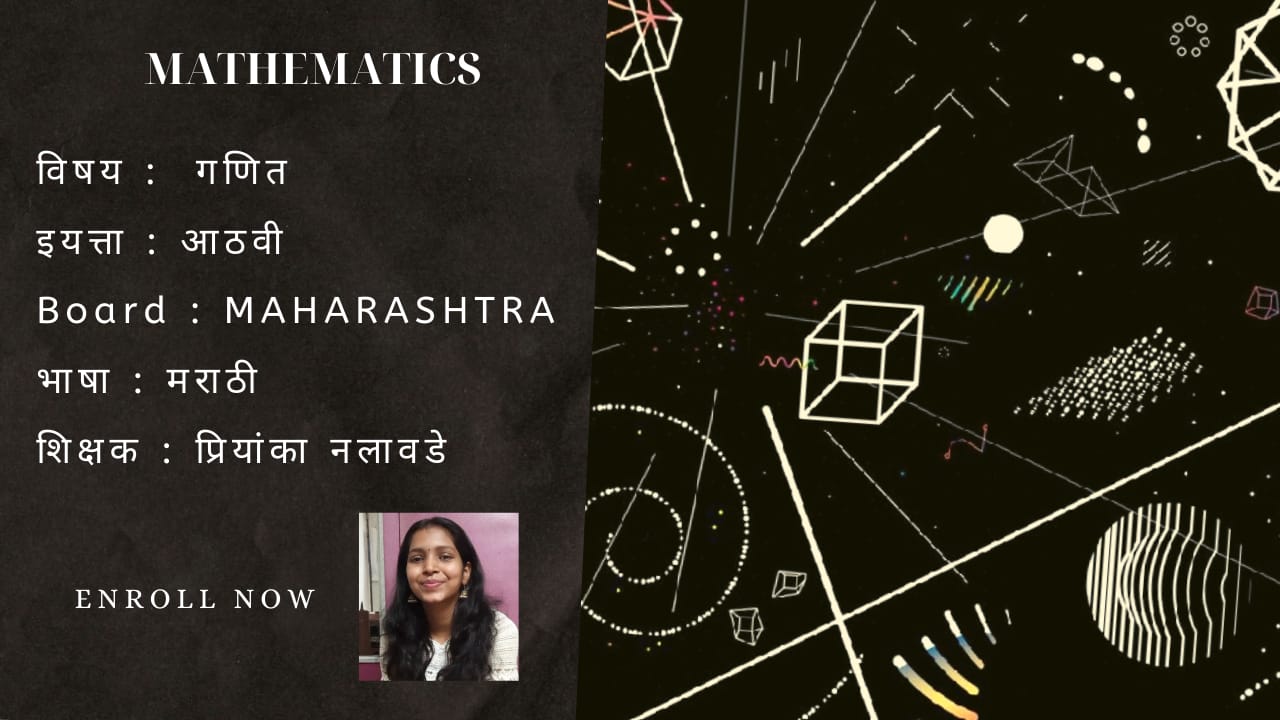 MATHEMATICS
विषय : गणित
इयत्ता : आठवी
Board : MAHARASHTRA
भाषा : मराठी
शिक्षक : प्रियांका नलावडे
ENROLL NOW